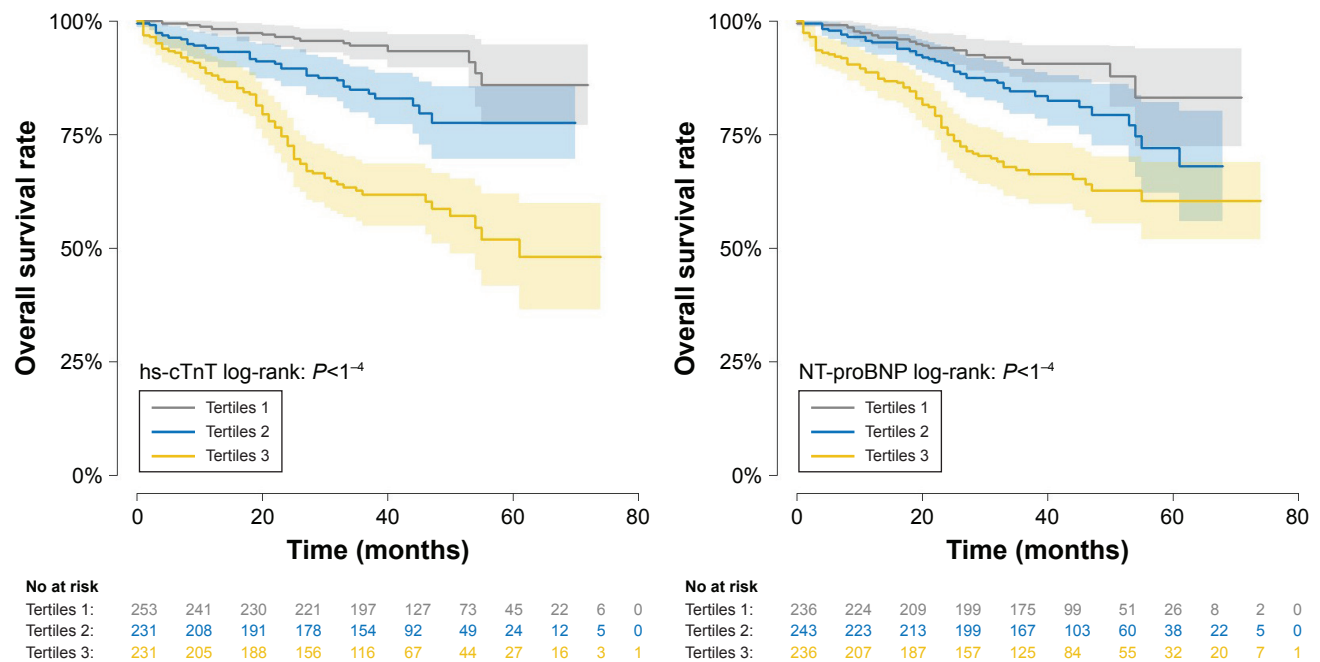 100%
75%
50%
25%
0%
Overall survival rate
hs-cTnT log-rank: P<1⁻⁴
Tertiles 1
Tertiles 2
Tertiles 3
0 20 40 60 80
Time (months)
No at risk
Tertiles 1: 253 241 230 221 197 127 73 45 22 6 0
Tertiles 2: 231 208 191 178 154 92 49 24 12 5 0
Tertiles 3: 231 205 188 156 116 67 44 27 16 3 1
100%
75%
50%
25%
0%
Overall survival rate
NT-proBNP log-rank: P<1⁻⁴
Tertiles 1
Tertiles 2
Tertiles 3
0 20 40 60 80
Time (months)
No at risk
Tertiles 1: 236 224 209 199 175 99 51 26 8 2 0
Tertiles 2: 243 223 213 199 167 103 60 38 22 5 0
Tertiles 3: 236 207 187 157 125 84 55 32 20 7 1